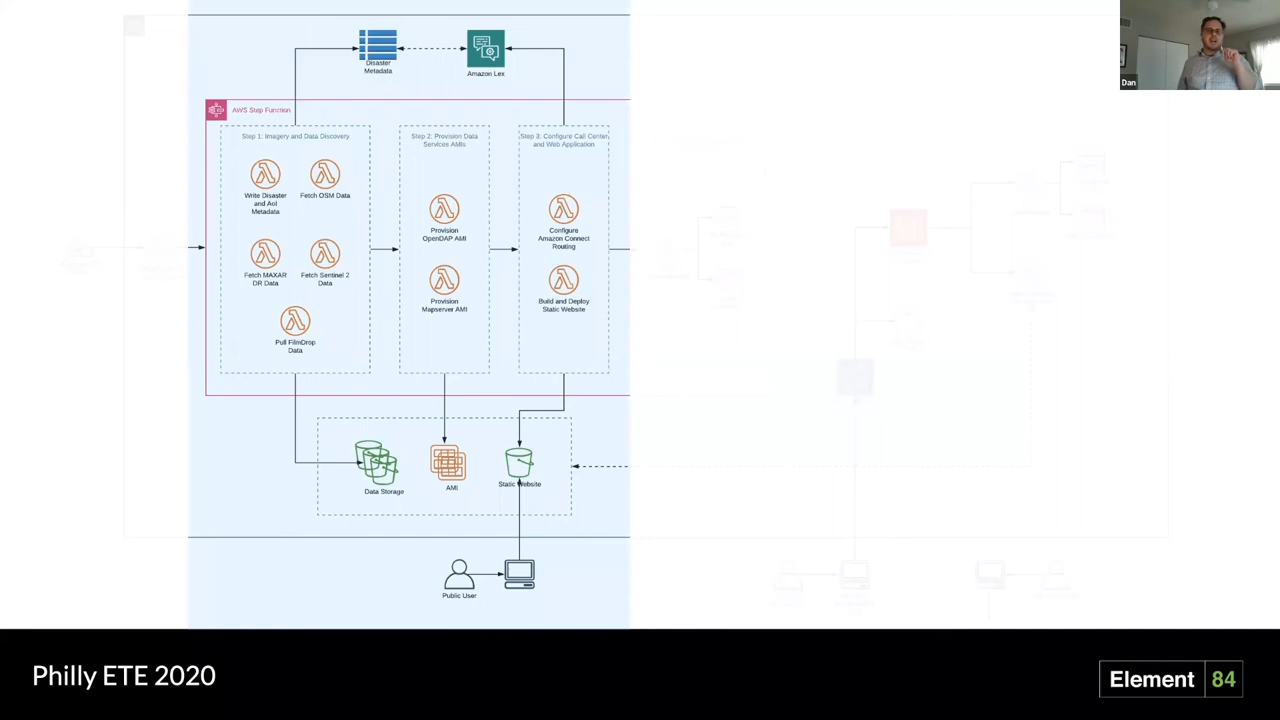 Disaster
Metadata
Amazon Lex
AWS Step Function
Step 1: Imagery and Data Discovery
Write Disaster
and AoI
Metadata
Fetch OSM Data
Fetch MAXAR
DR Data
Fetch Sentinel 2
Data
Pull FilmDrop
Data
Step 2: Provision Data
Services AMIs
Provision
OpenDAP AMI
Provision
Mapserver AMI
Step 3: Configure Call Center
and Web Application
Configure
Amazon Connect
Routing
Build and Deploy
Static Website
Data Storage
AMI
Static Website
Public User
Dan
Philly ETE 2020
Element 84